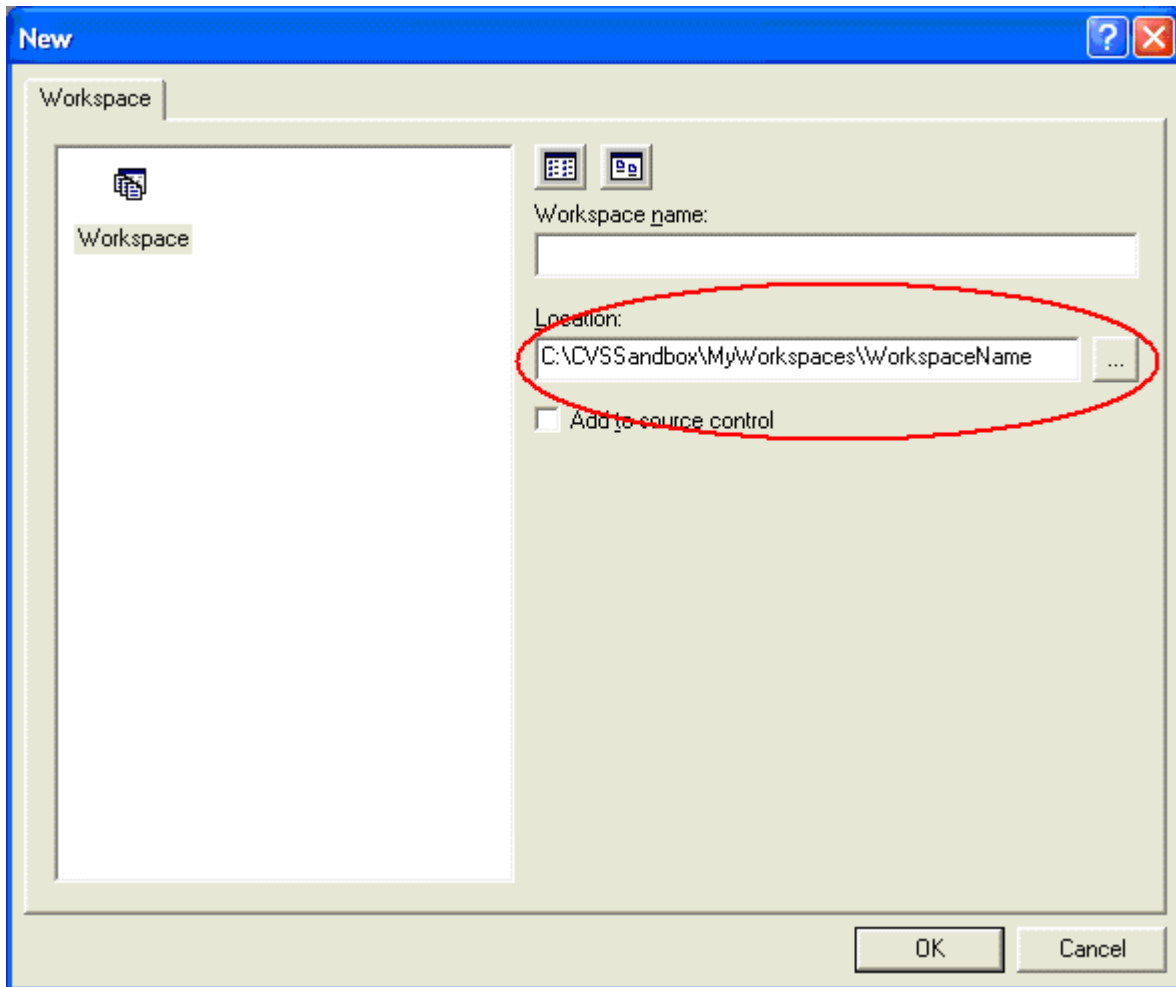 New
Workspace
Workspace
Workspace name:
Location:
C:\CVSSandbox\MyWorkspaces\WorkspaceName
...
Add to source control
OK
Cancel